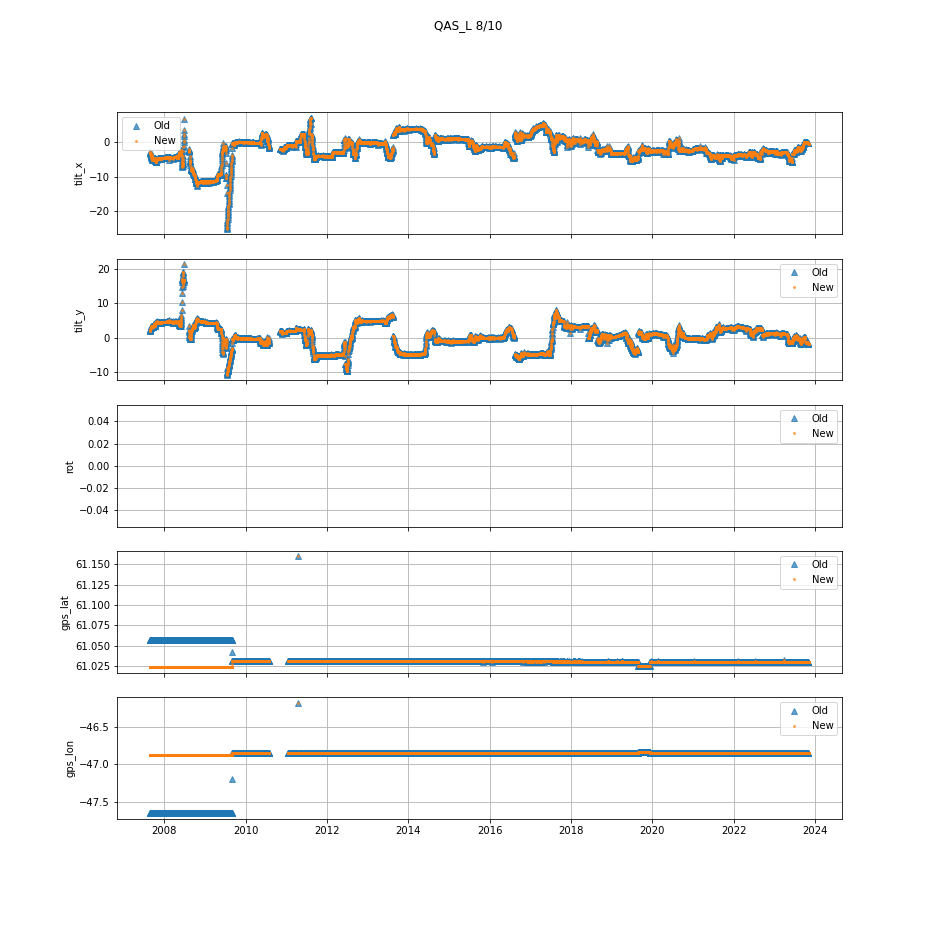 QAS_L 8/10
Old
New
0
−10
−20
tilt_x
Old
New
20
10
0
−10
tilt_y
Old
New
0.04
0.02
0.00
−0.02
−0.04
rot
Old
New
61.150
61.125
61.100
61.075
61.050
61.025
gps_lat
Old
New
−46.5
−47.0
−47.5
gps_lon
2008 2010 2012 2014 2016 2018 2020 2022 2024